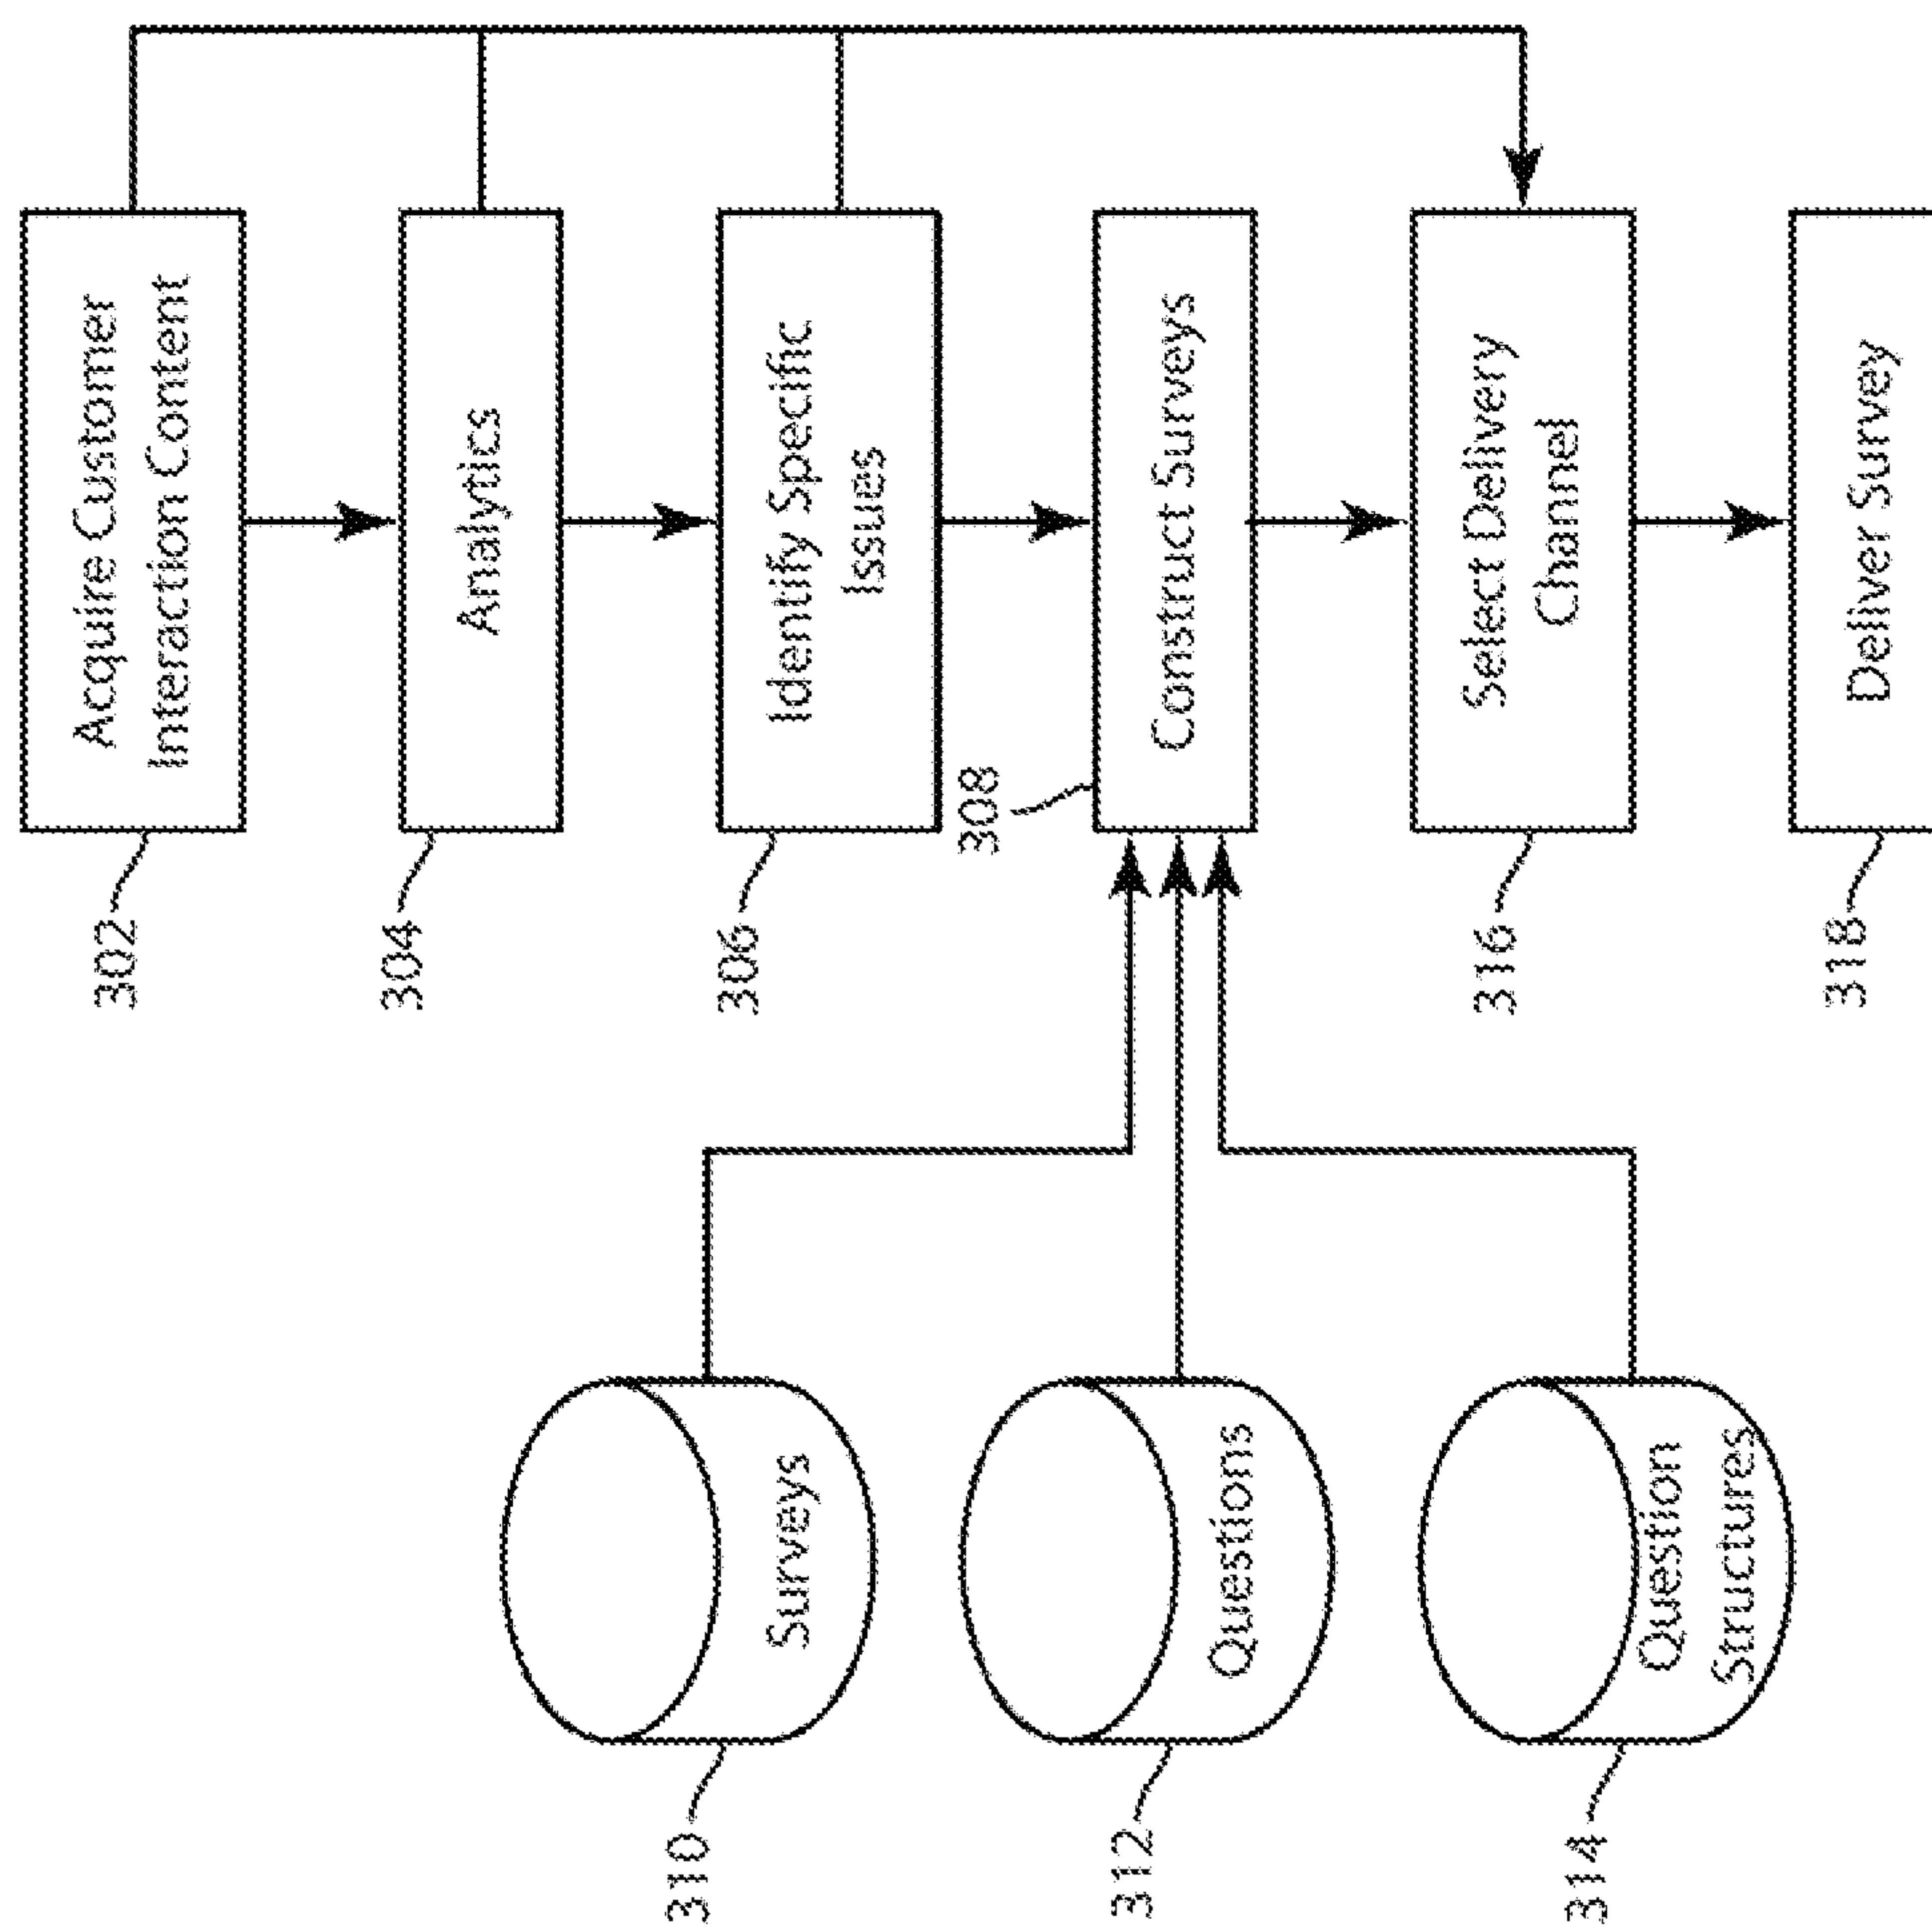 302
Acquire Customer
Interaction Content
304
Analytics
306
Identify Specific
Issues
308
Construct Surveys
310
Surveys
312
Questions
314
Question
Structures
316
Select Delivery
Channel
318
Deliver Survey